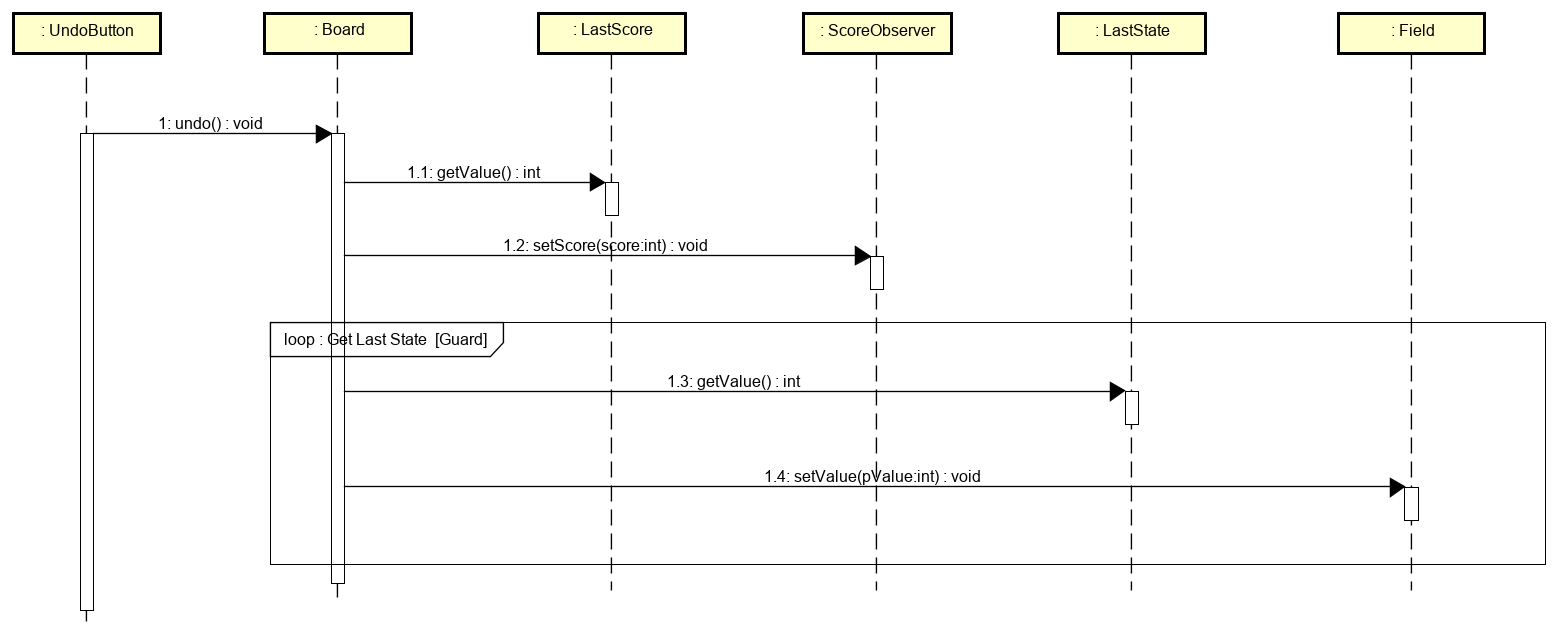 : UndoButton
: Board
: LastScore
: ScoreObserver
: LastState
: Field
1: undo() : void
1.1: getValue() : int
1.2: setScore(score:int) : void
loop : Get Last State  [Guard]
1.3: getValue() : int
1.4: setValue(pValue:int) : void